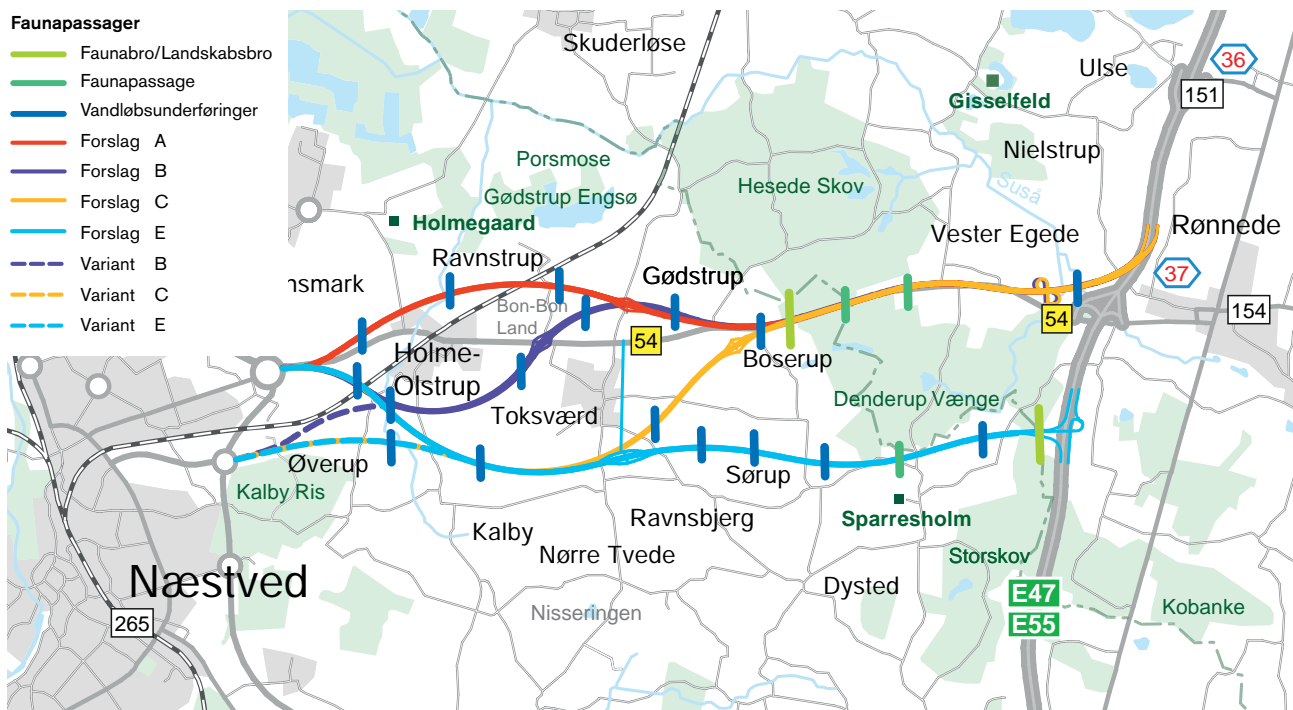 Faunapassager
Faunabro/Landskabsbro
Faunapassage
Vandløbsunderføringer
Forslag A
Forslag B
Forslag C
Forslag E
Variant B
Variant C
Variant E
Skuderløse
Ulse
36
151
Gisselfeld
Nielstrup
Porsmose
Gødstrup Engsø
Hesede Skov
Suså
Holmegaard
Vester Egede
Rønnede
Ravnstrup
Gødstrup
37
nsmark
Bon-Bon
Land
54
54
154
Holme-
Olstrup
Boserup
Toksværd
Denderup Vænge
Øverup
Sørup
Kalby Ris
Ravnsbjerg
Sparresholm
Kalby
Nørre Tvede
Storskov
Næstved
Dysted
E47
E55
Nisseringen
Kobanke
265